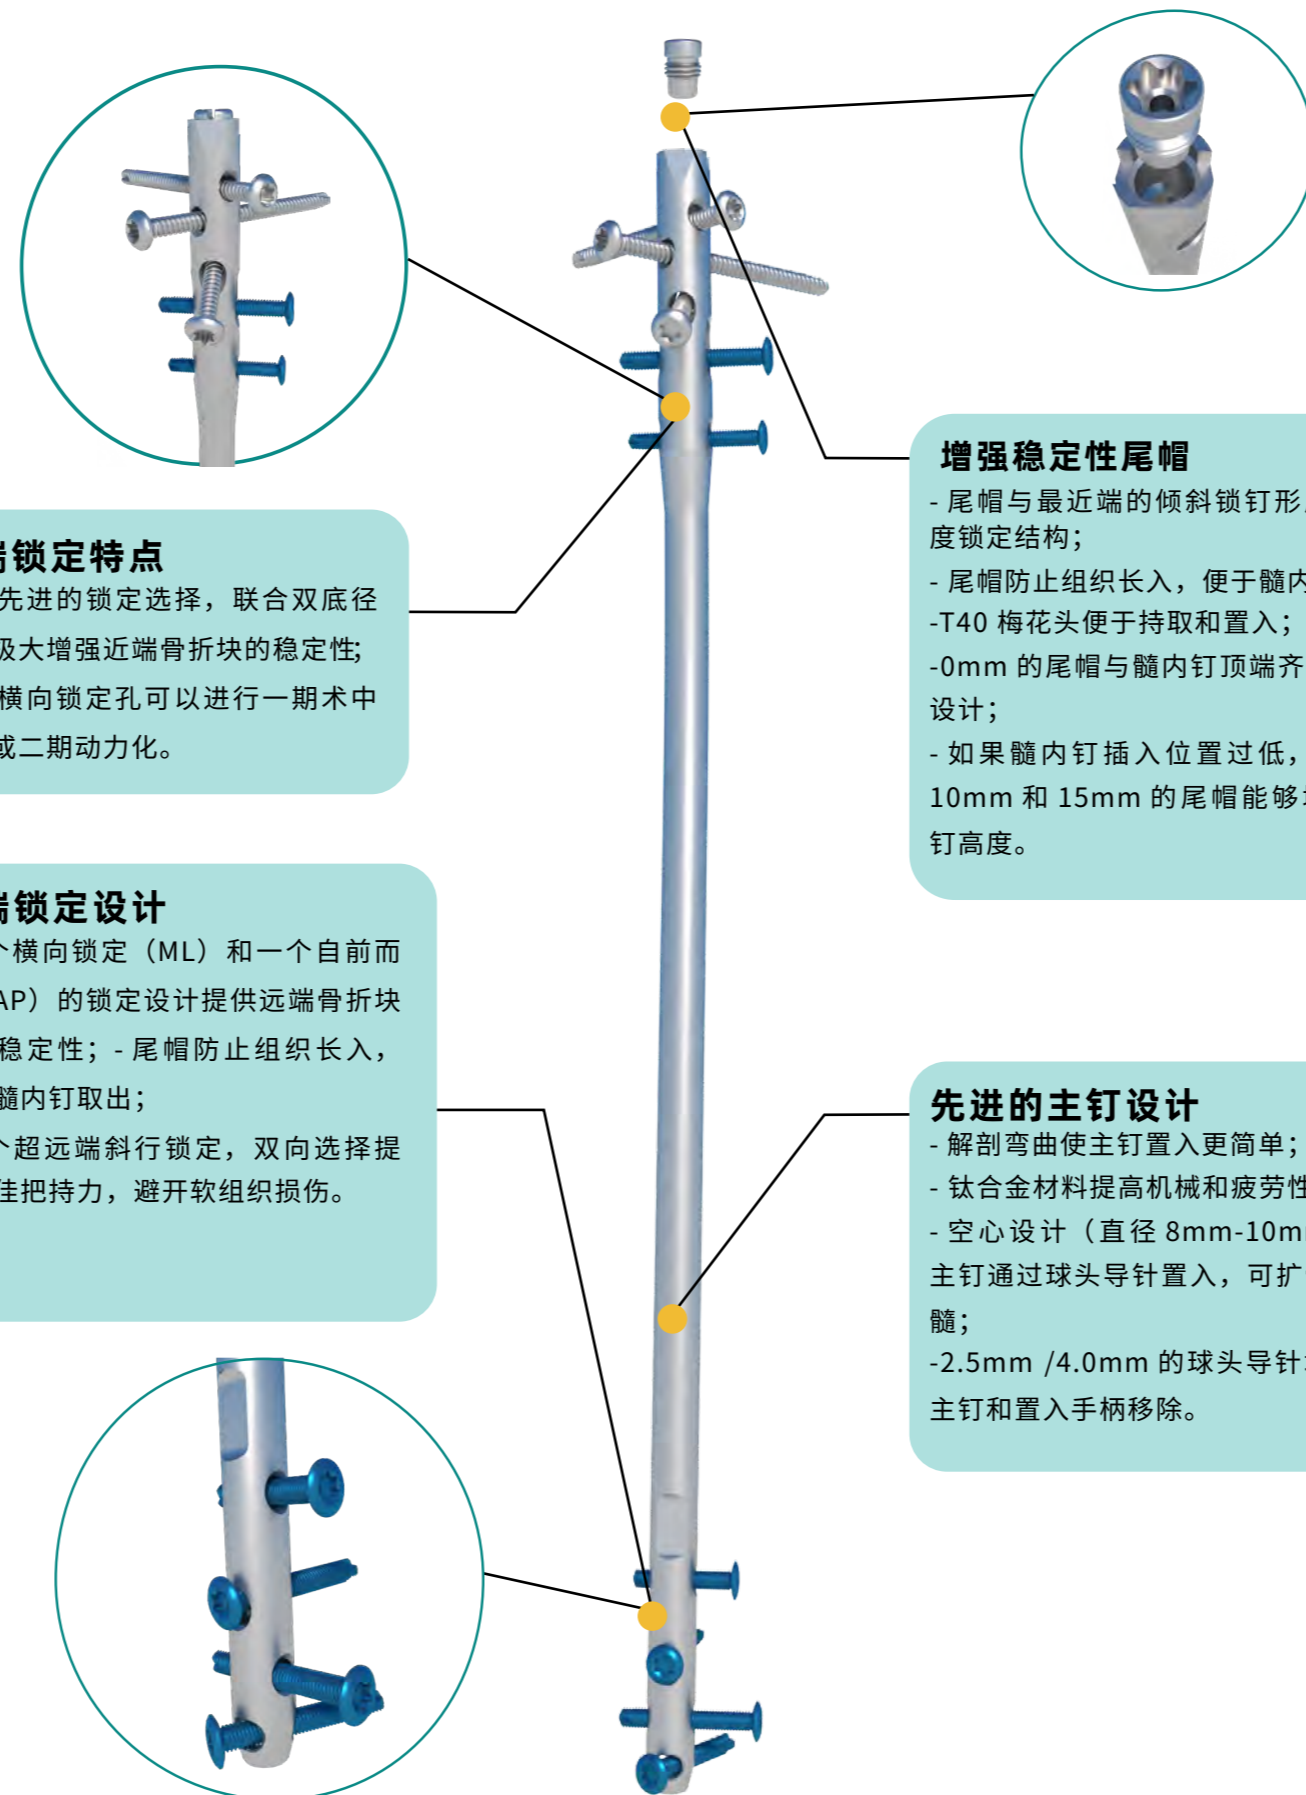 端锁定特点
先进的锁定选择，联合双底径
极大增强近端骨折块的稳定性;
横向锁定孔可以进行一期术中
或二期动力化。
端锁定设计
个横向锁定（ML）和一个自前而
AP）的锁定设计提供远端骨折块
稳定性；- 尾帽防止组织长入，
髓内钉取出；
个超远端斜行锁定，双向选择提
佳把持力，避开软组织损伤。
增强稳定性尾帽
- 尾帽与最近端的倾斜锁钉形
度锁定结构；
- 尾帽防止组织长入，便于髓内
-T40 梅花头便于持取和置入；
-0mm 的尾帽与髓内钉顶端齐
设计；
- 如果髓内钉插入位置过低，
10mm 和 15mm 的尾帽能够
钉高度。
先进的主钉设计
- 解剖弯曲使主钉置入更简单；
- 钛合金材料提高机械和疲劳性
- 空心设计（直径 8mm-10m
主钉通过球头导针置入，可扩
髓；
-2.5mm /4.0mm 的球头导针
主钉和置入手柄移除。